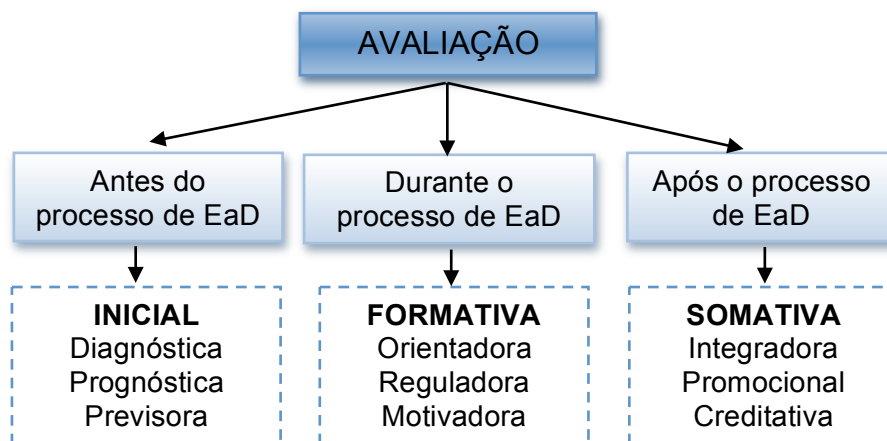 AVALIAÇÃO
Antes do
processo de EaD
Durante o
processo de EaD
Após o processo
de EaD
INICIAL
Diagnóstica
Prognóstica
Previsora
FORMATIVA
Orientadora
Reguladora
Motivadora
SOMATIVA
Integradora
Promocional
Creditativa